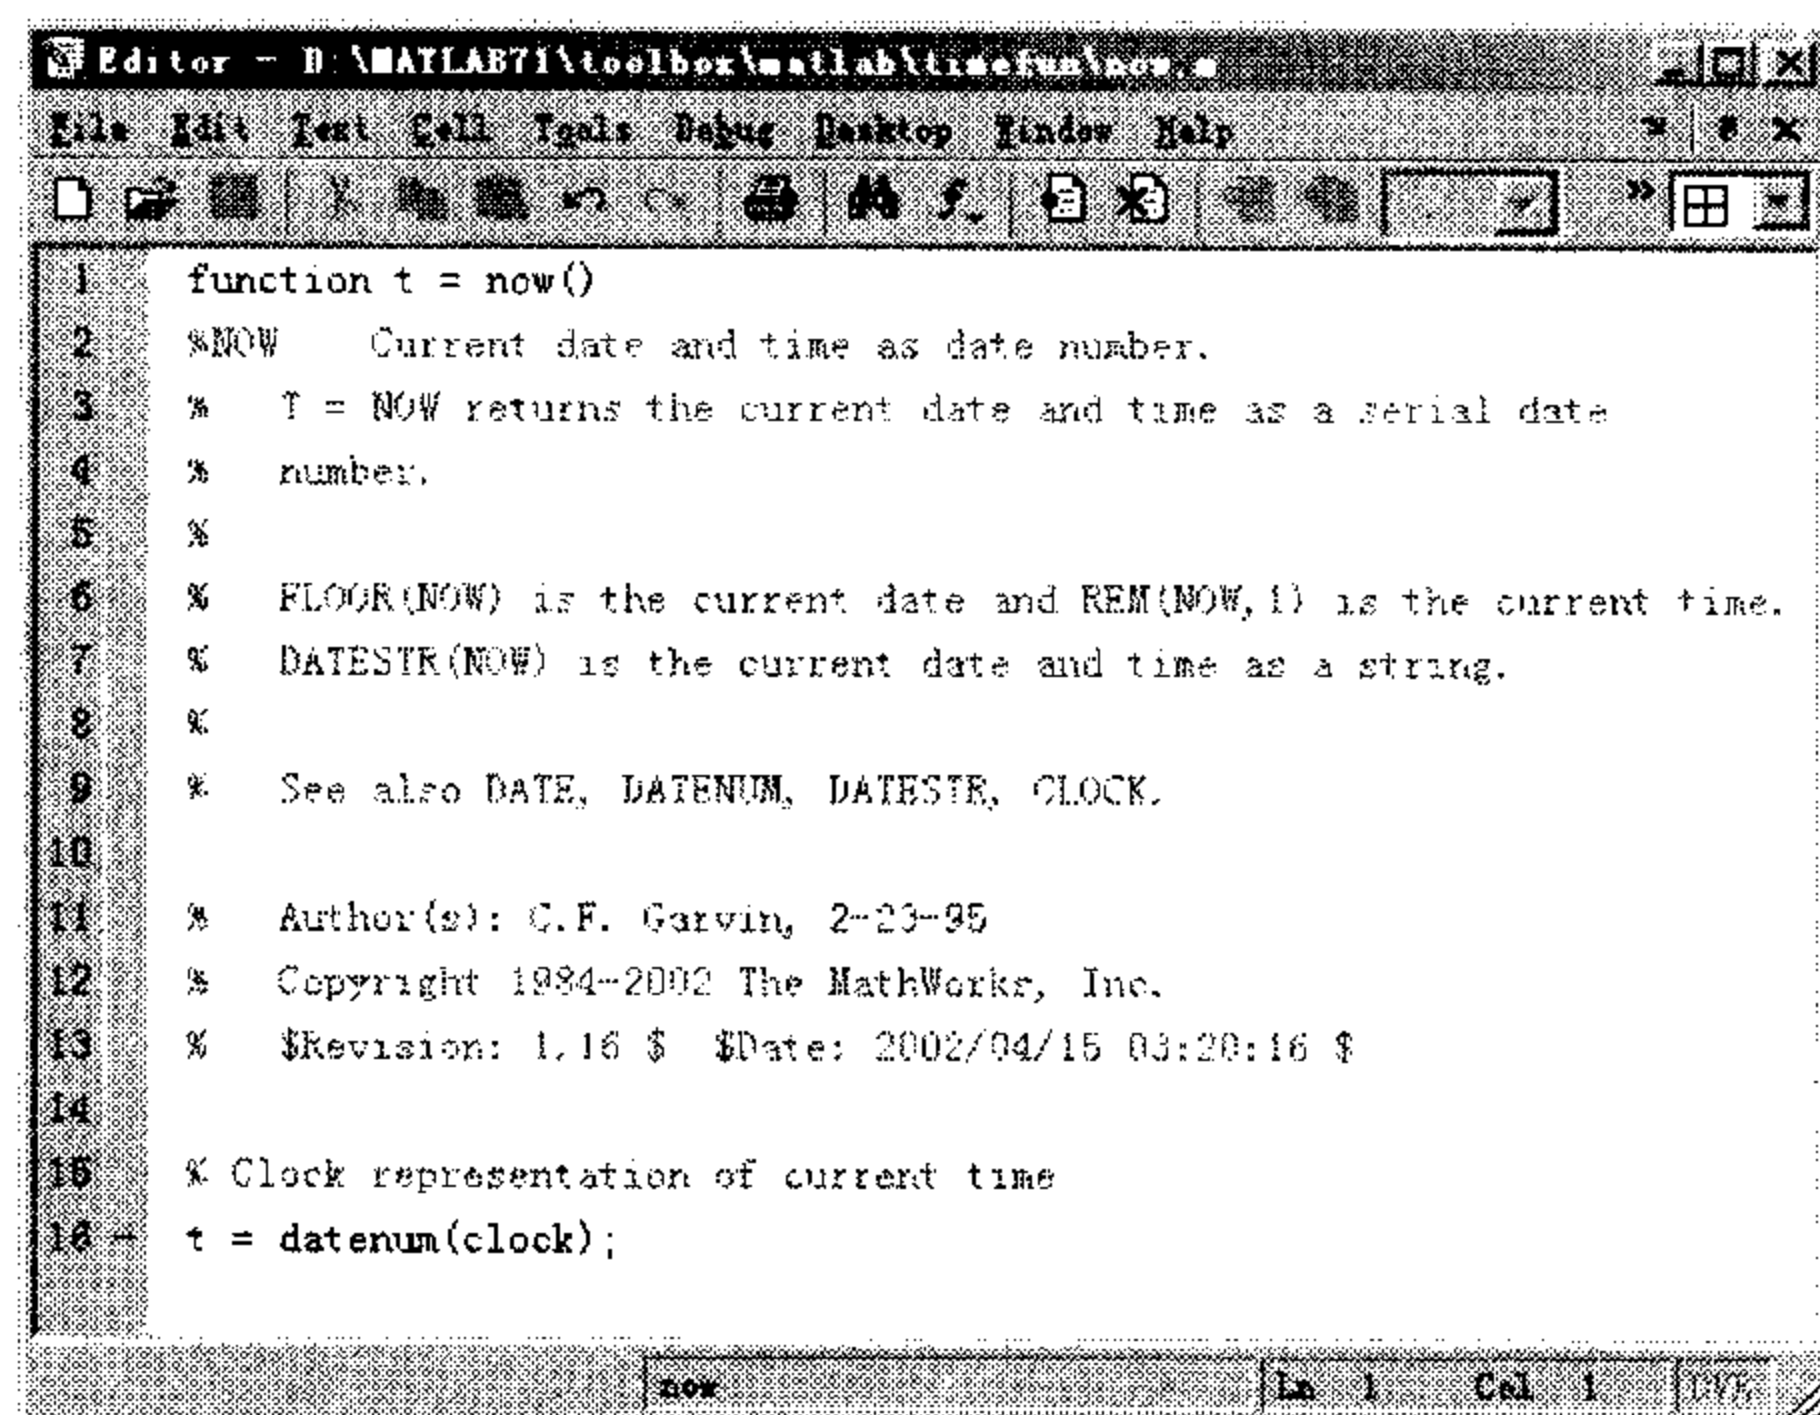 Editor - D:\MATLAB71\toolbox\matlab\timefun\now.m
File Edit Text Cell Tools Debug Desktop Window Help
1 function t = now()
2 %NOW Current date and time as date number.
3 % T = NOW returns the current date and time as a serial date
4 % number.
5 %
6 % FLOOR(NOW) is the current date and REM(NOW,1) is the current time.
7 % DATESTR(NOW) is the current date and time as a string.
8 %
9 % See also DATE, DATENUM, DATESTR, CLOCK.
10
11 % Author(s): C.F. Garvin, 2-23-95
12 % Copyright 1984-2002 The MathWorks, Inc.
13 % $Revision: 1.16 $ $Date: 2002/04/15 03:20:16 $
14
15 % Clock representation of current time
16 - t = datenum(clock);
now Ln 1 Col 1 OVR